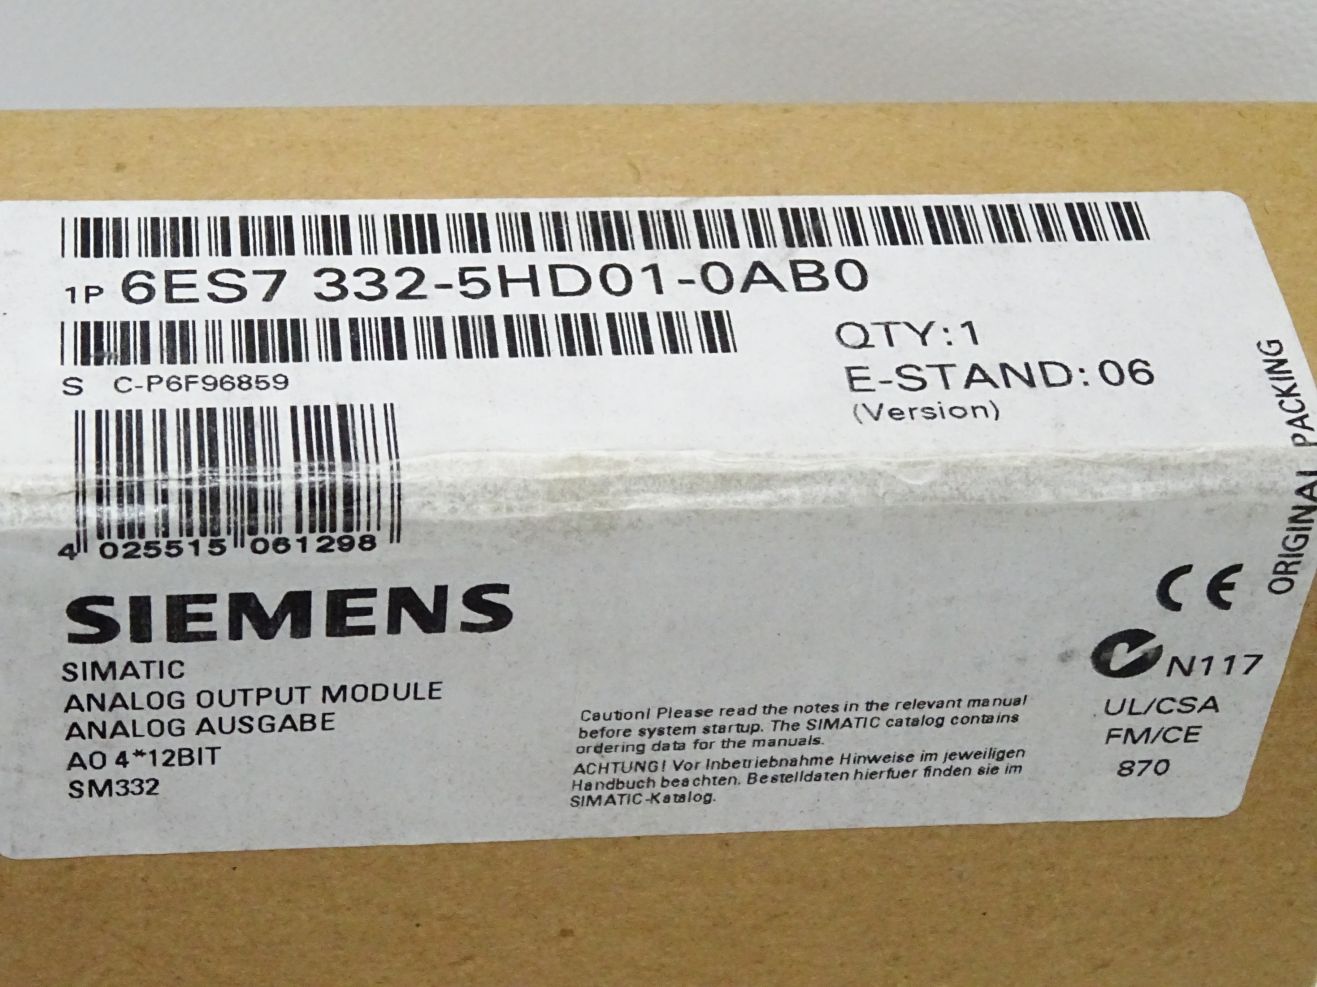 1P 6ES7 332-5HD01-0AB0
S C-P6F96859
QTY:1
E-STAND:06
(Version)
4 025515 061298
ORIGINAL PACKING
SIEMENS
SIMATIC
ANALOG OUTPUT MODULE
ANALOG AUSGABE
AO 4*12BIT
SM332
Caution! Please read the notes in the relevant manual
before system startup. The SIMATIC catalog contains
ordering data for the manuals.
ACHTUNG! Vor Inbetriebnahme Hinweise im jeweiligen
Handbuch beachten. Bestelldaten hierfuer finden sie im
SIMATIC-Katalog.
CE
N117
UL/CSA
FM/CE
870